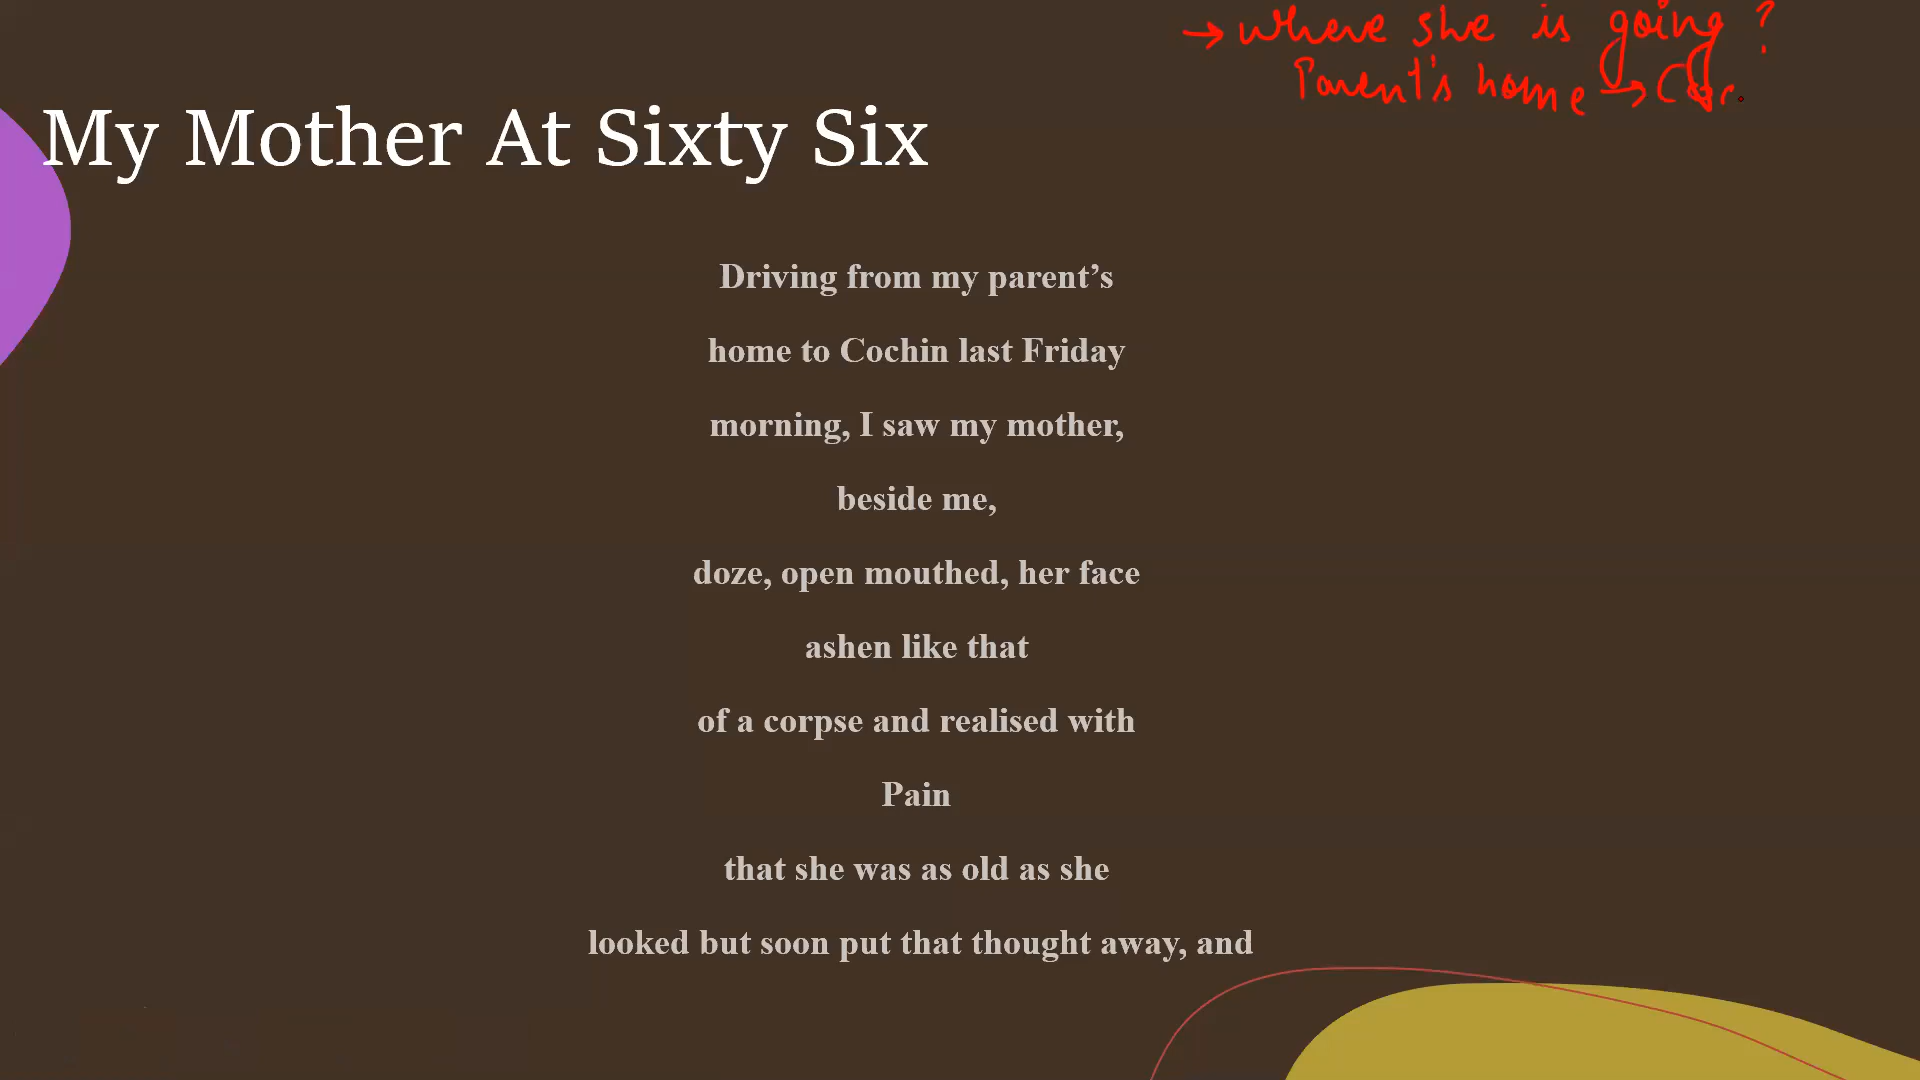 → where she is going ?
Parent's home →
My Mother At Sixty Six
Driving from my parent’s
home to Cochin last Friday
morning, I saw my mother,
beside me,
doze, open mouthed, her face
ashen like that
of a corpse and realised with
Pain
that she was as old as she
looked but soon put that thought away, and